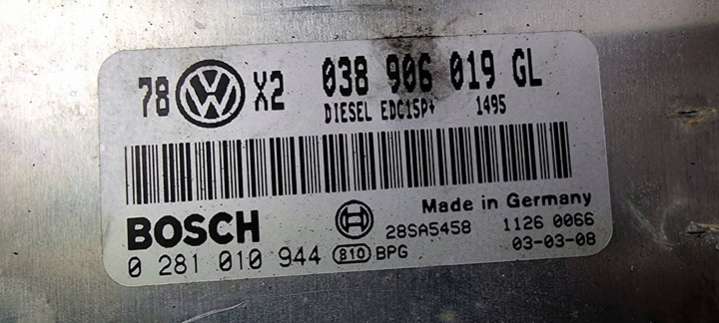 78 VW X2 038 906 019 GL
DIESEL EDC15P+ 1495
Made in Germany
BOSCH 28SA5458 1126 0066
0 281 010 944 810 BPG 03-03-08